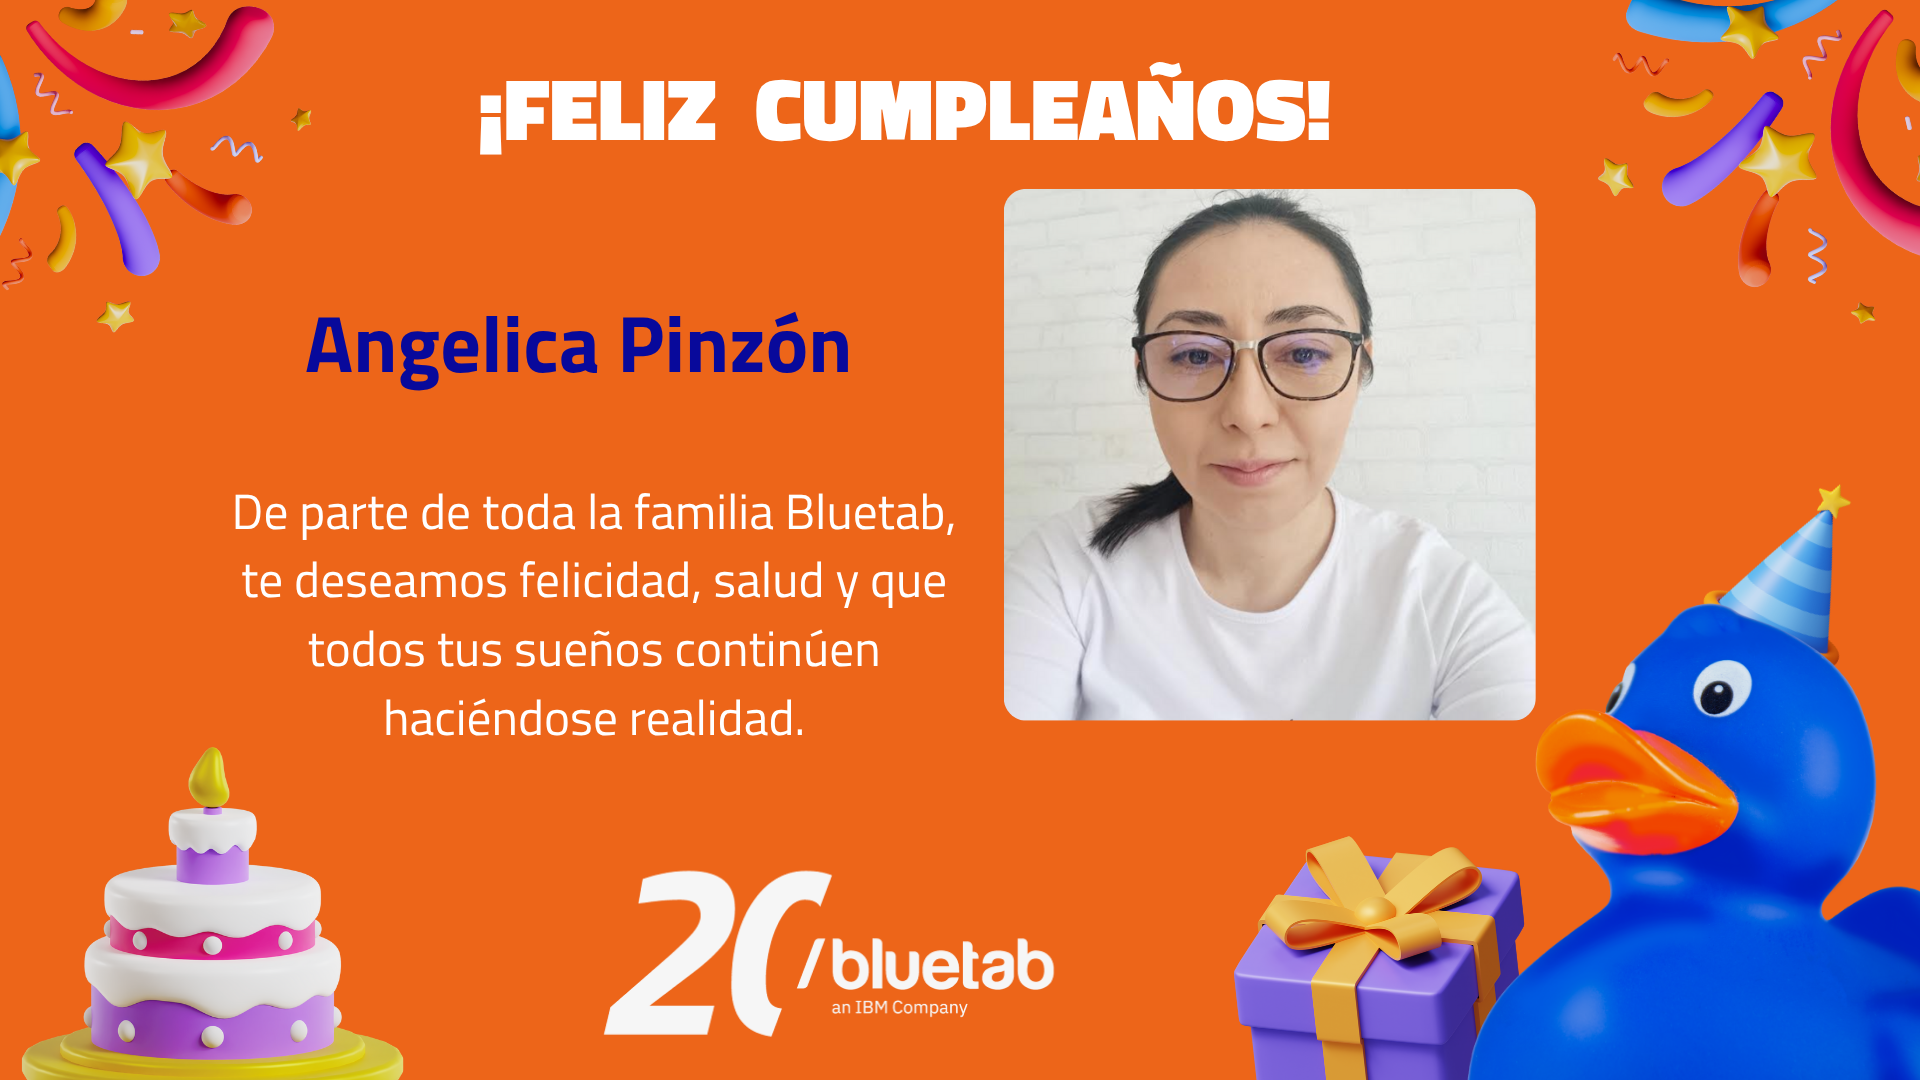 ¡FELIZ CUMPLEAÑOS!
Angelica Pinzón
De parte de toda la familia Bluetab,
te deseamos felicidad, salud y que
todos tus sueños continúen
haciéndose realidad.
20/bluetab
an IBM Company